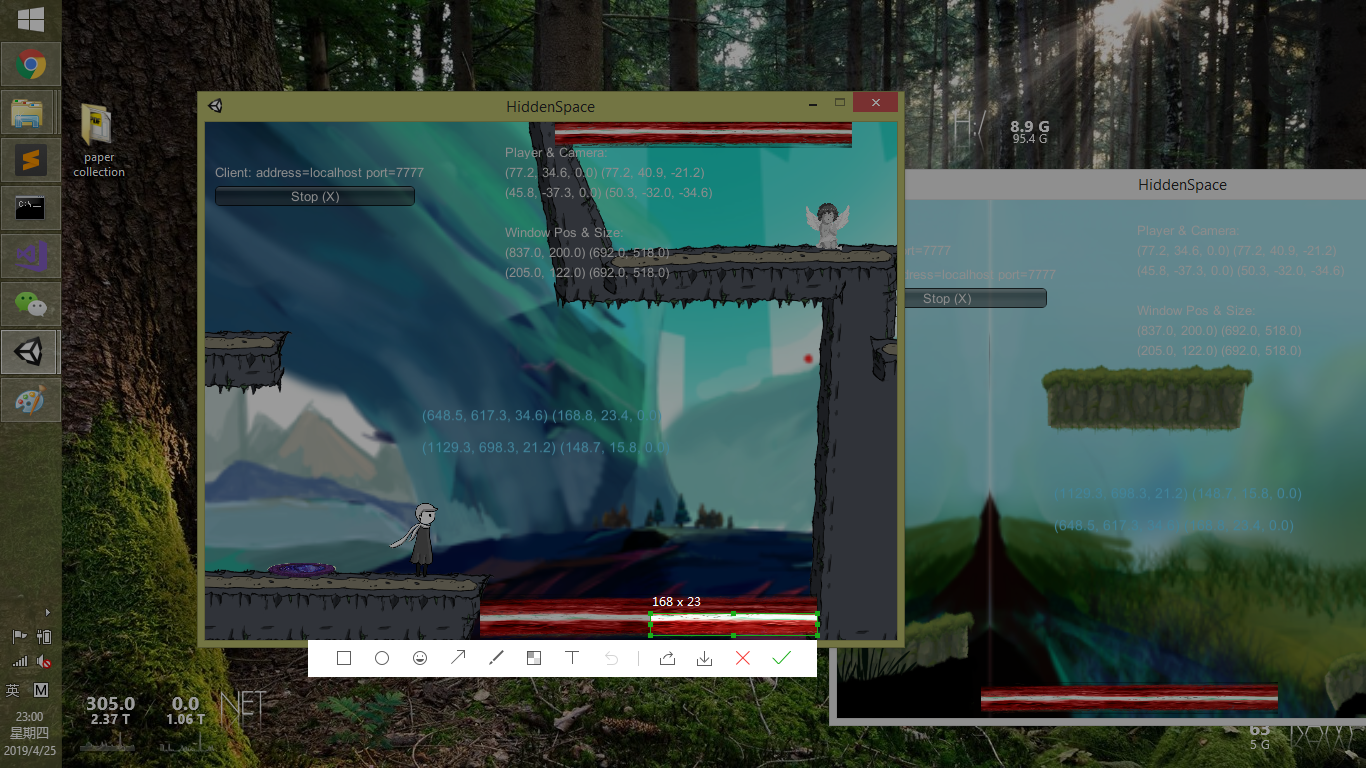 HiddenSpace
8.9 G
95.4 G
paper
collection
Client: address=localhost port=7777
Stop (X)
Player & Camera:
(77.2, 34.6, 0.0) (77.2, 40.9, -21.2)
(45.8, -37.3, 0.0) (50.3, -32.0, -34.6)
Window Pos & Size:
(837.0, 200.0) (692.0, 518.0)
(205.0, 122.0) (692.0, 518.0)
(648.5, 617.3, 34.6) (168.8, 23.4, 0.0)
(1129.3, 698.3, 21.2) (148.7, 15.8, 0.0)
168 x 23
HiddenSpace
Player & Camera:
(77.2, 34.6, 0.0) (77.2, 40.9, -21.2)
(45.8, -37.3, 0.0) (50.3, -32.0, -34.6)
port=7777
dress=localhost port=7777
Stop (X)
Window Pos & Size:
(837.0, 200.0) (692.0, 518.0)
(205.0, 122.0) (692.0, 518.0)
(1129.3, 698.3, 21.2) (148.7, 15.8, 0.0)
C:\_
T
英 M
305.0
2.37 T
0.0
1.06 T
NET
23:00
星期四
2019/4/25
63
5 G